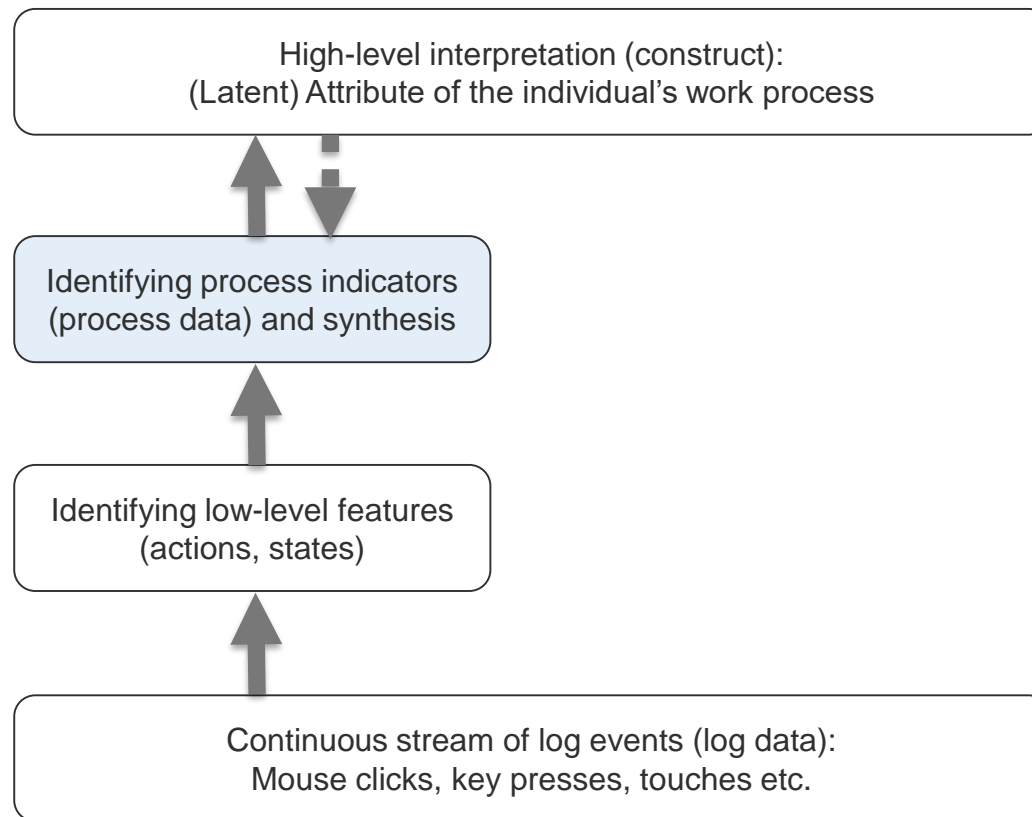 High-level interpretation (construct):
(Latent) Attribute of the individual’s work process
Identifying process indicators
(process data) and synthesis
Identifying low-level features
(actions, states)
Continuous stream of log events (log data):
Mouse clicks, key presses, touches etc.